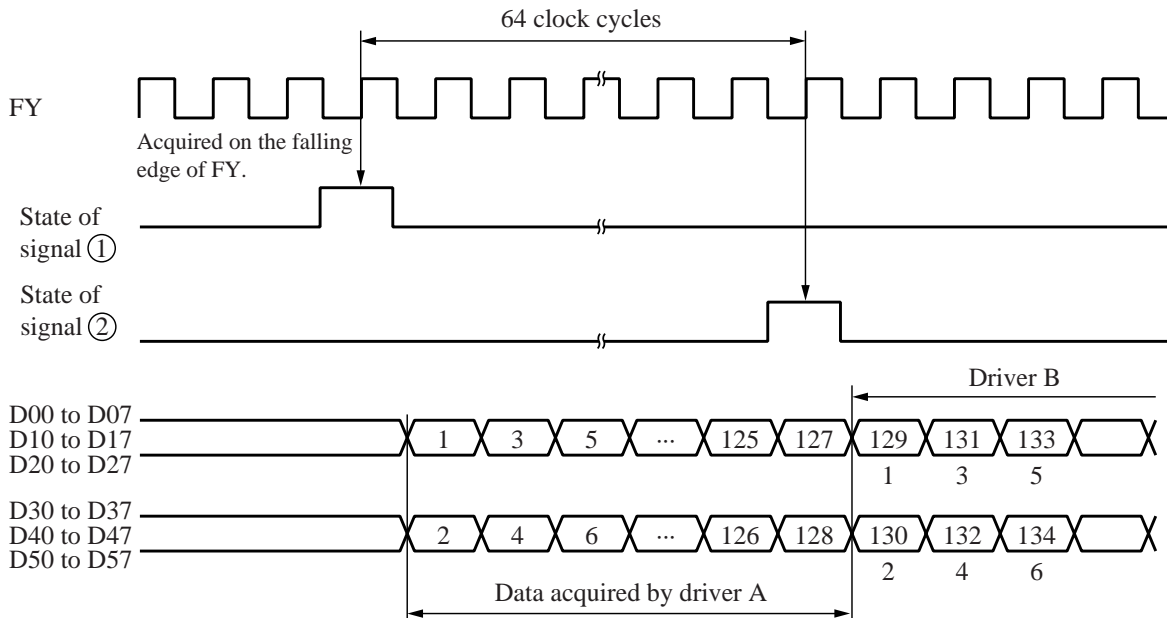 64 clock cycles
FY
Acquired on the falling
edge of FY.
State of
signal ①
State of
signal ②
Driver B
D00 to D07
D10 to D17
D20 to D27
1 3 5 ... 125 127 129 131 133
1 3 5
D30 to D37
D40 to D47
D50 to D57
2 4 6 ... 126 128 130 132 134
2 4 6
Data acquired by driver A